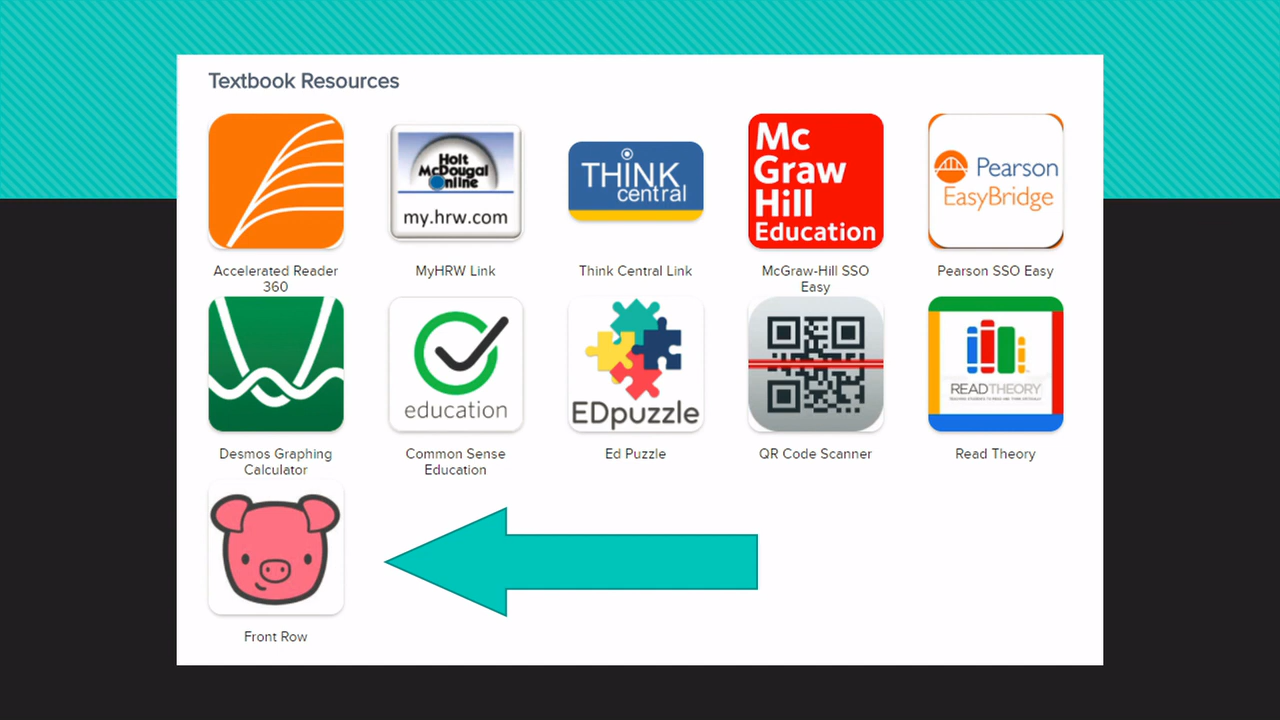 Textbook Resources
Holt
McDougal
Online
my.hrw.com
THINK
central
Mc
Graw
Hill
Education
Pearson
EasyBridge
Accelerated Reader
360
MyHRW Link
Think Central Link
McGraw-Hill SSO
Easy
Pearson SSO Easy
education
EDpuzzle
READTHEORY
Desmos Graphing
Calculator
Common Sense
Education
Ed Puzzle
QR Code Scanner
Read Theory
Front Row